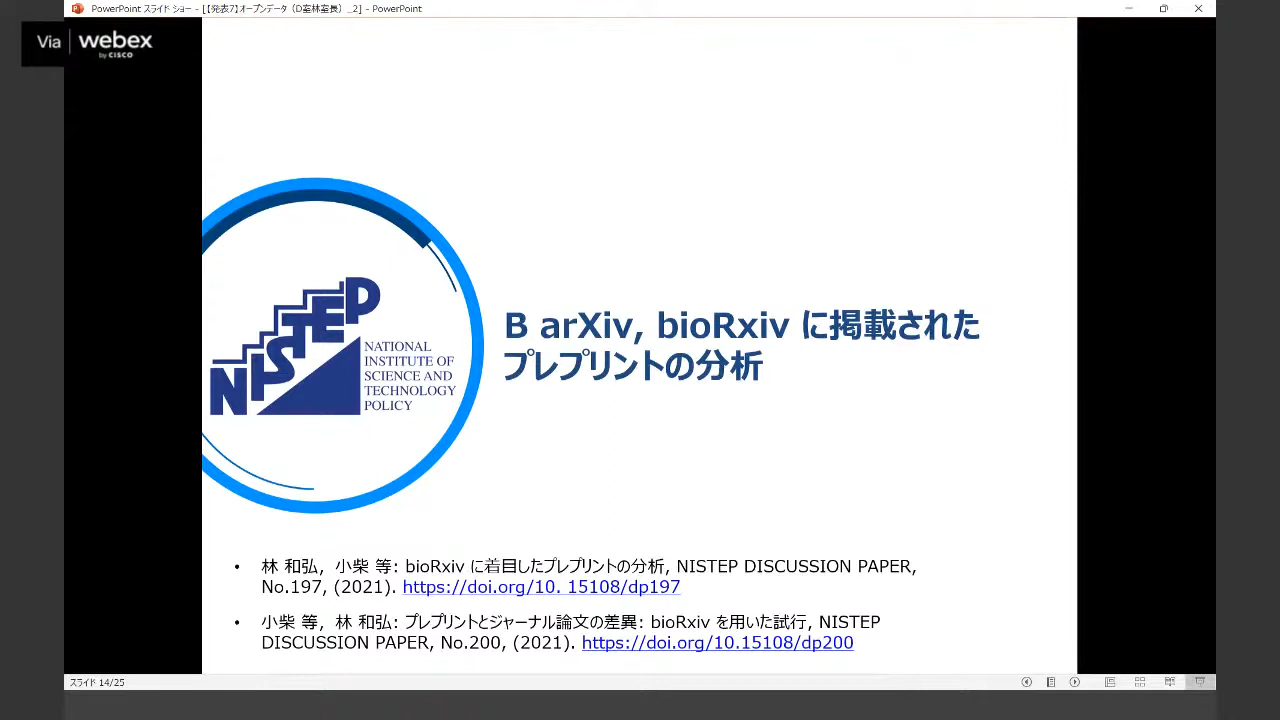 PowerPoint スライド ショー - [【発表7】オープンデータ（D室林室長）_2] - PowerPoint
Via webex
by CISCO
NISTEP
NATIONAL
INSTITUTE OF
SCIENCE AND
TECHNOLOGY
POLICY
B arXiv, bioRxiv に掲載された
プレプリントの分析
• 林 和弘, 小柴 等: bioRxiv に着目したプレプリントの分析, NISTEP DISCUSSION PAPER,
No.197, (2021). https://doi.org/10. 15108/dp197
• 小柴 等, 林 和弘: プレプリントとジャーナル論文の差異: bioRxiv を用いた試行, NISTEP
DISCUSSION PAPER, No.200, (2021). https://doi.org/10.15108/dp200
スライド 14/25